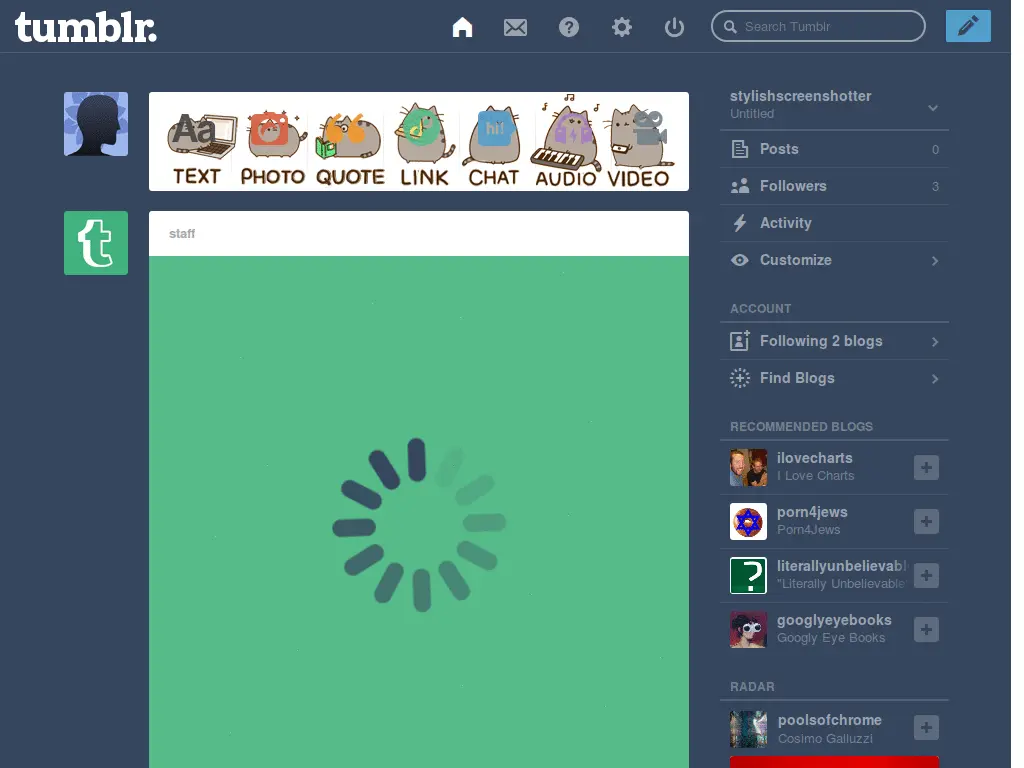 tumblr.
Search Tumblr
Aa
hi!
TEXT PHOTO QUOTE LINK CHAT AUDIO VIDEO
t
staff
stylishscreenshotter
Untitled
Posts 0
Followers 3
Activity
Customize
ACCOUNT
Following 2 blogs
Find Blogs
RECOMMENDED BLOGS
ilovecharts
I Love Charts
porn4jews
Porn4Jews
literallyunbelievabl
"Literally Unbelievable"
googlyeyebooks
Googly Eye Books
RADAR
poolsofchrome
Cosimo Galluzzi